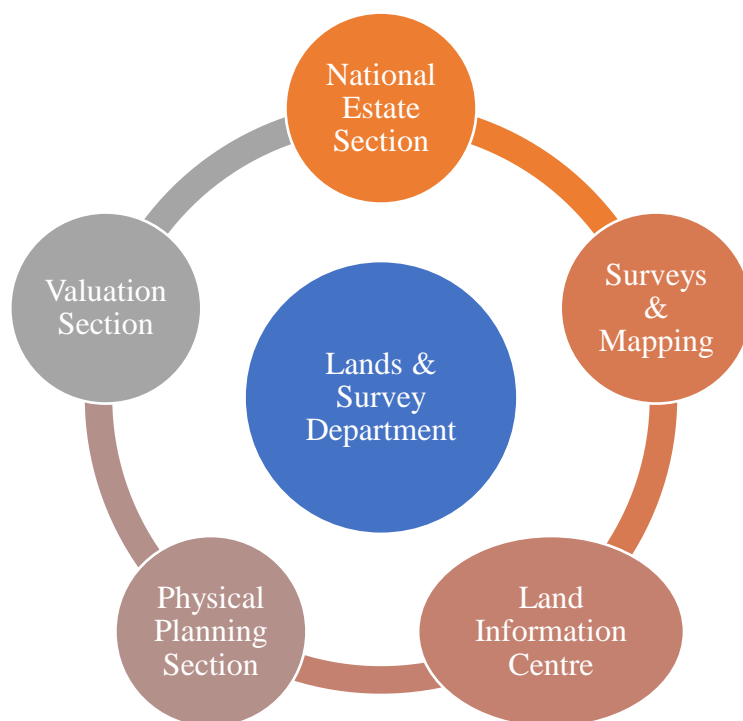 National
Estate
Section
Surveys
&
Mapping
Land
Information
Centre
Physical
Planning
Section
Valuation
Section
Lands &
Survey
Department